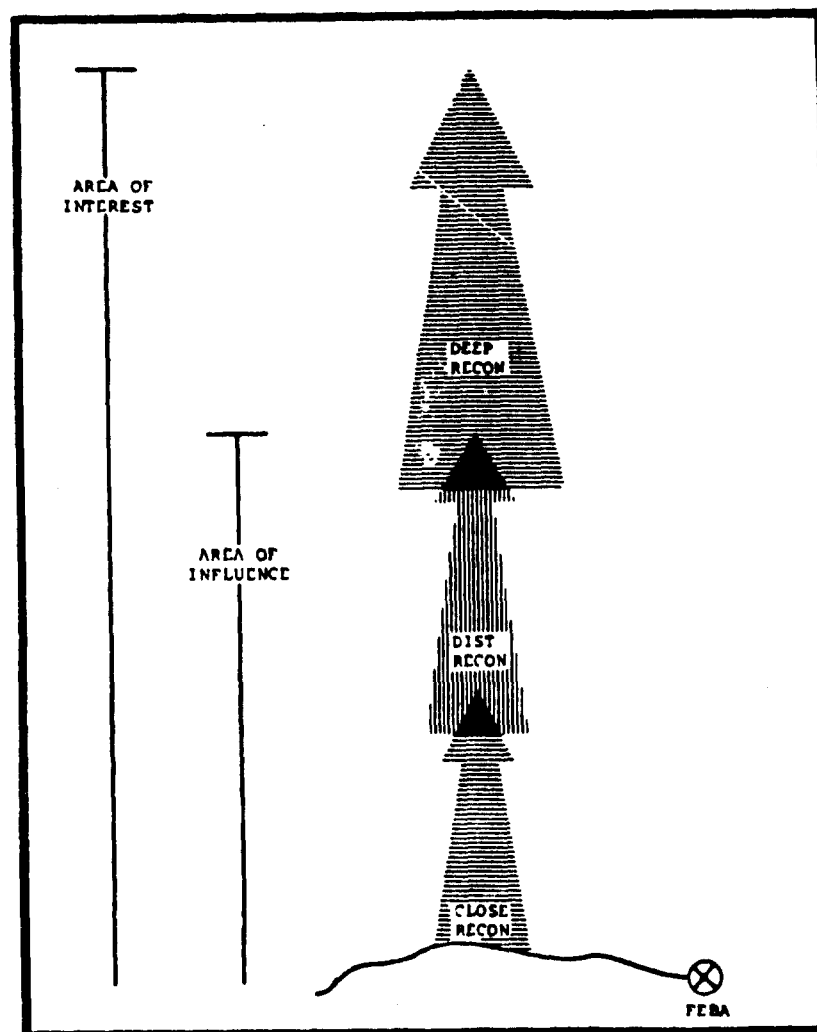 AREA OF
INTEREST
DEEP
RECON
AREA OF
INFLUENCE
DIST
RECON
CLOSE
RECON
FEBA